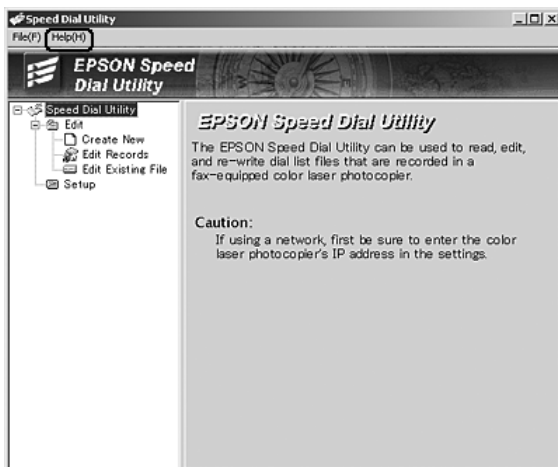 Speed Dial Utility
File(F) Help(H)
EPSON Speed
Dial Utility
Speed Dial Utility
Edit
Create New
Edit Records
Edit Existing File
Setup
EPSON Speed Dial Utility
The EPSON Speed Dial Utility can be used to read, edit,
and re-write dial list files that are recorded in a
fax-equipped color laser photocopier.
Caution:
If using a network, first be sure to enter the color
laser photocopier's IP address in the settings.